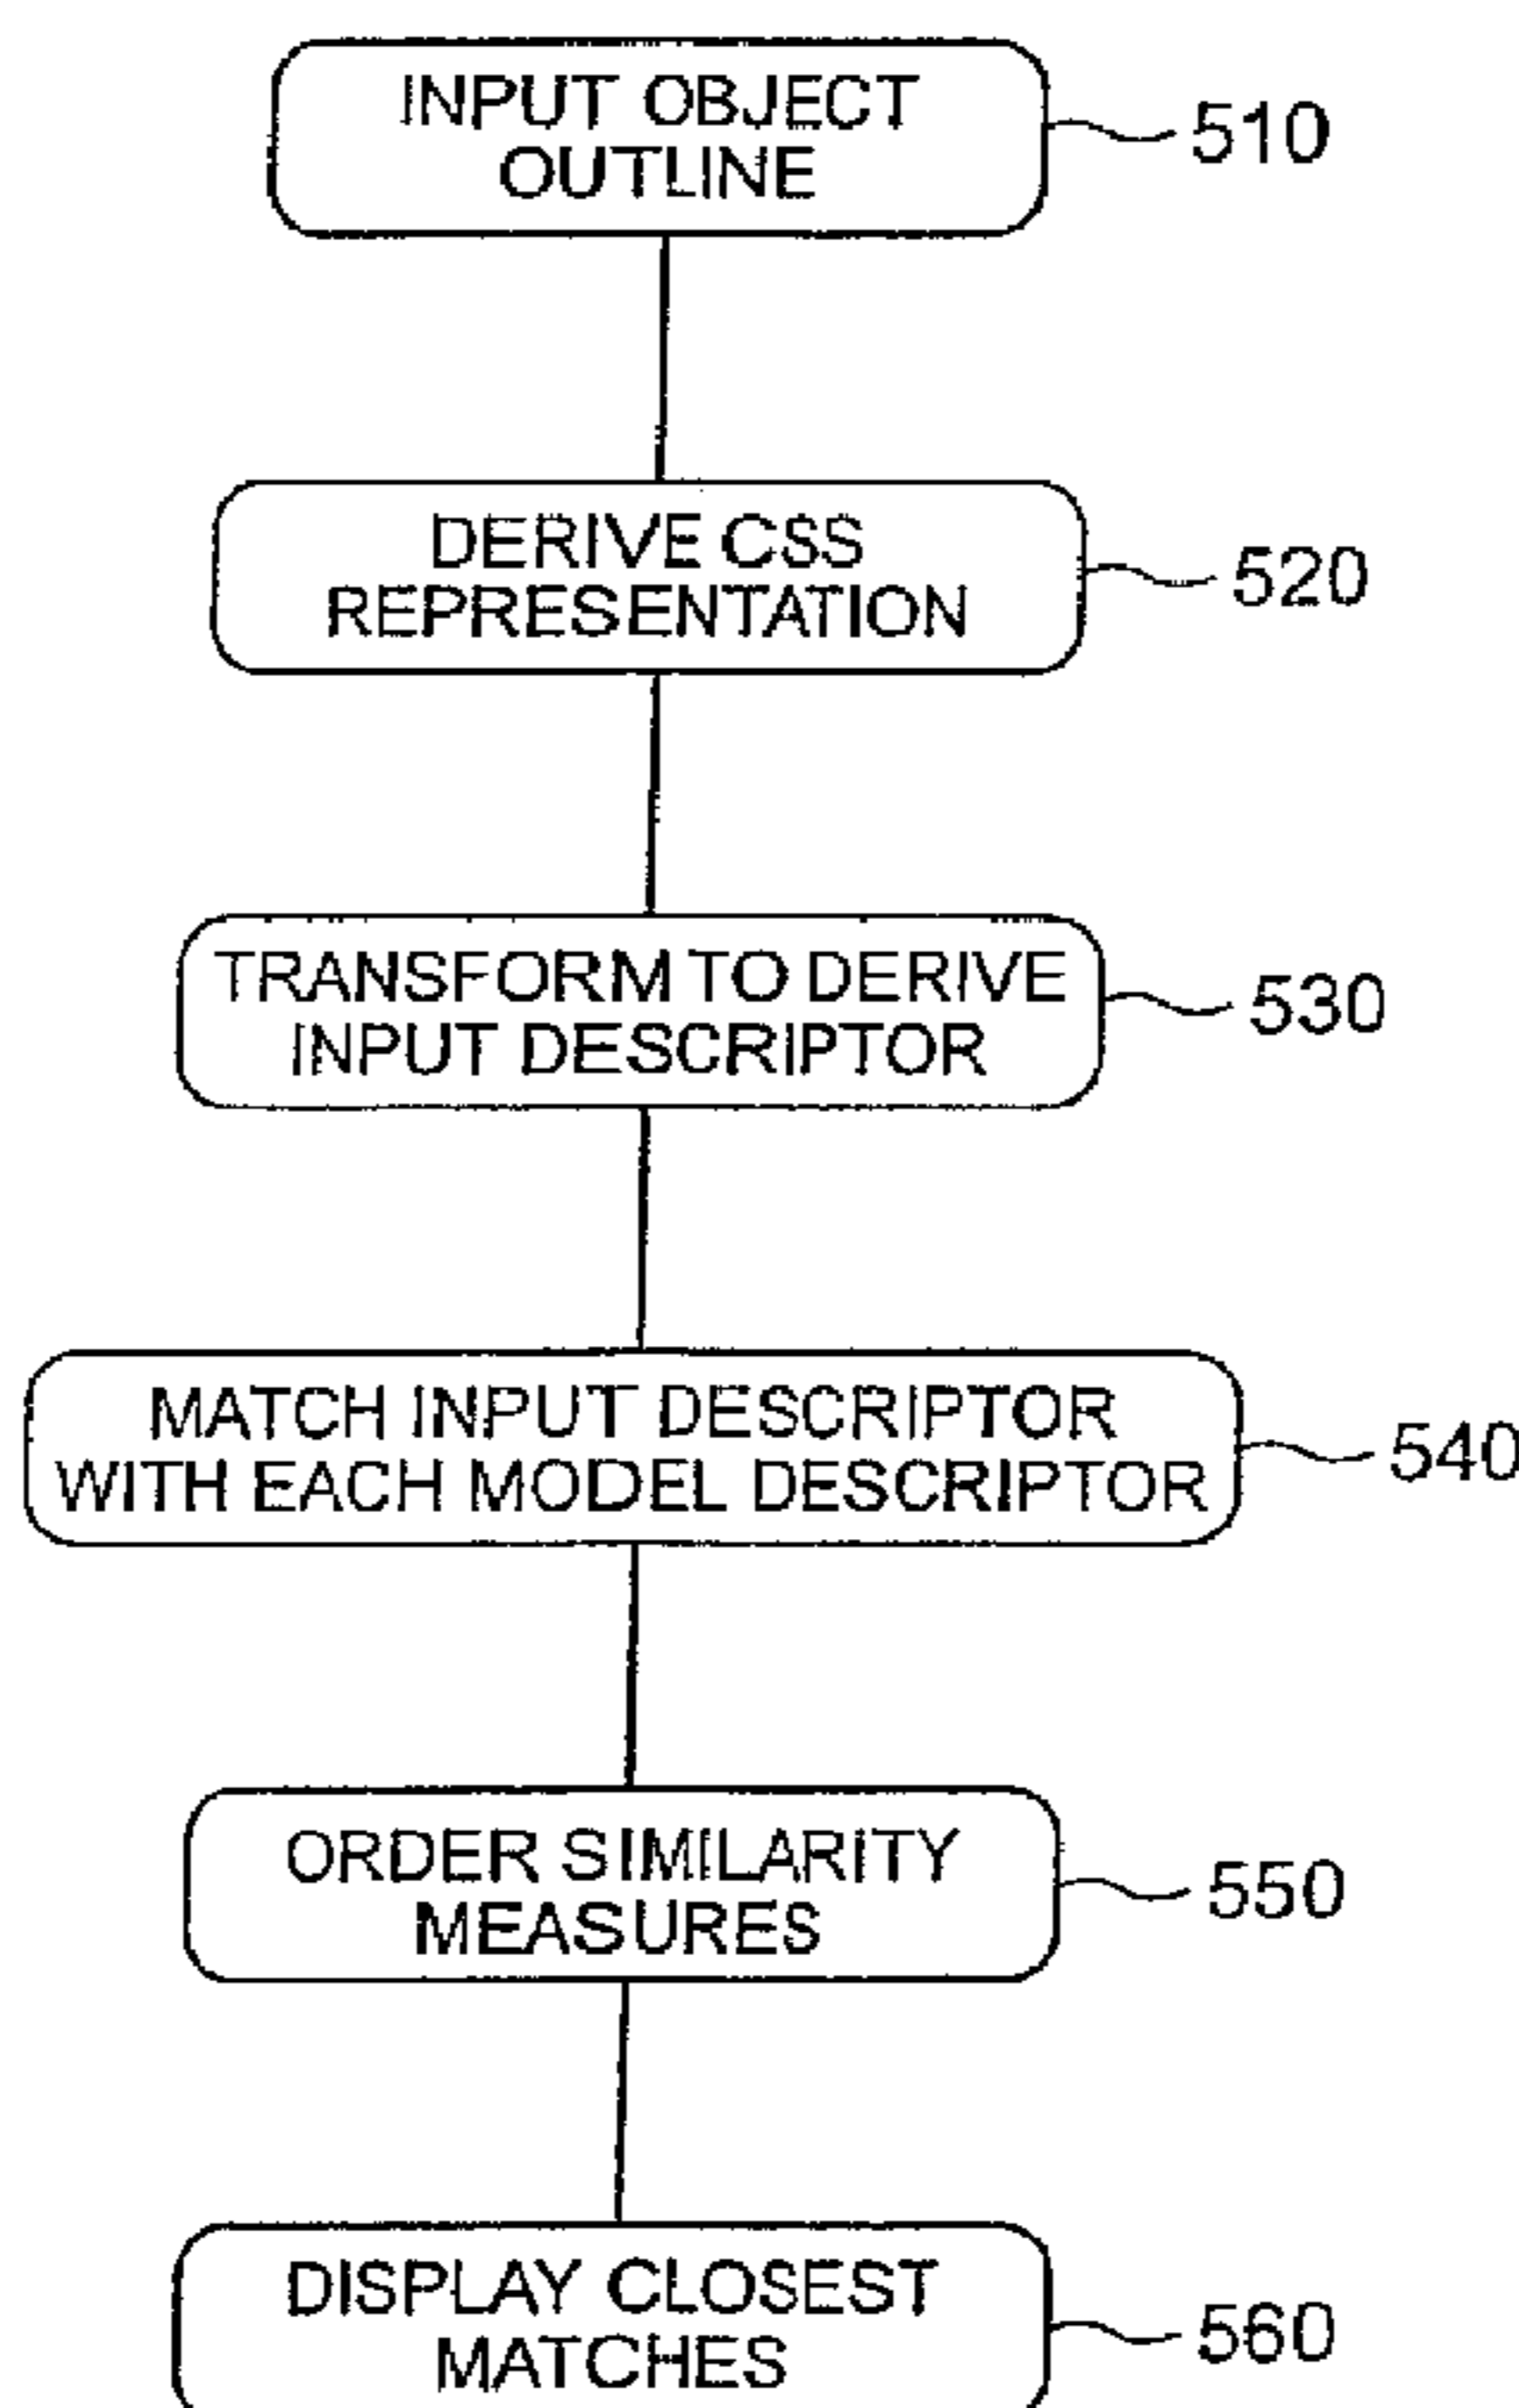 INPUT OBJECT
OUTLINE
510
DERIVE CSS
REPRESENTATION
520
TRANSFORM TO DERIVE
INPUT DESCRIPTOR
530
MATCH INPUT DESCRIPTOR
WITH EACH MODEL DESCRIPTOR
540
ORDER SIMILARITY
MEASURES
550
DISPLAY CLOSEST
MATCHES
560